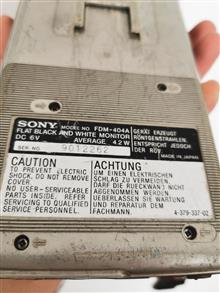 SONY MODEL NO. FDM-404A
FLAT BLACK AND WHITE MONITOR
DC 6V AVERAGE 4.2W
SER. NO. 9012262
GERÄT ERZEUGT
RÖNTGENSTRAHLEN.
ENTSPRICHT JEDOCH
DER RÖV.
MADE IN JAPAN
CAUTION
TO PREVENT ELECTRIC
SHOCK, DO NOT REMOVE
COVER.
NO USER-SERVICEABLE
PARTS INSIDE. REFER
SERVICING TO QUALIFIED
SERVICE PERSONNEL.
ACHTUNG
UM EINEN ELEKTRISCHEN
SCHLAG ZU VERMEIDEN
DARF DIE RUECKWAND NICHT
ABGENOMMEN WERDEN.
UEBERLASSEN SIE WARTUNG
UND REPARATUR DEM
FACHMANN.
4-379-337-02